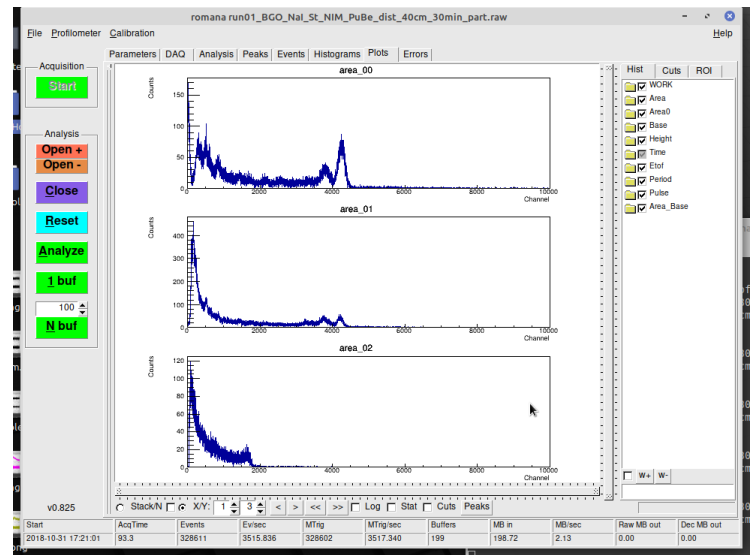 romana run01_BGO_NaI_St_NIM_PuBe_dist_40cm_30min_part.raw
File Profilometer Calibration Help
Parameters DAQ Analysis Peaks Events Histograms Plots Errors
Acquisition
Start
Analysis
Open +
Open -
Close
Reset
Analyze
1 buf
100
N buf
v0.825
area_00
Counts
150
100
50
0
0 2000 4000 6000 8000 10000
Channel
area_01
Counts
400
300
200
100
0
0 2000 4000 6000 8000 10000
Channel
area_02
Counts
120
100
80
60
40
20
0
0 2000 4000 6000 8000 10000
Channel
Stack/N X/Y: 1 3 < > << >> Log Stat Cuts Peaks
Hist Cuts ROI
WORK
Area
Area0
Base
Height
Time
Etof
Period
Pulse
Area_Base
W+ W-
Start AcqTime Events Ev/sec MTrig MTrig/sec Buffers MB in MB/sec Raw MB out Dec MB out
2018-10-31 17:21:01 93.3 328611 3515.836 328602 3517.340 199 198.72 2.13 0.00 0.00